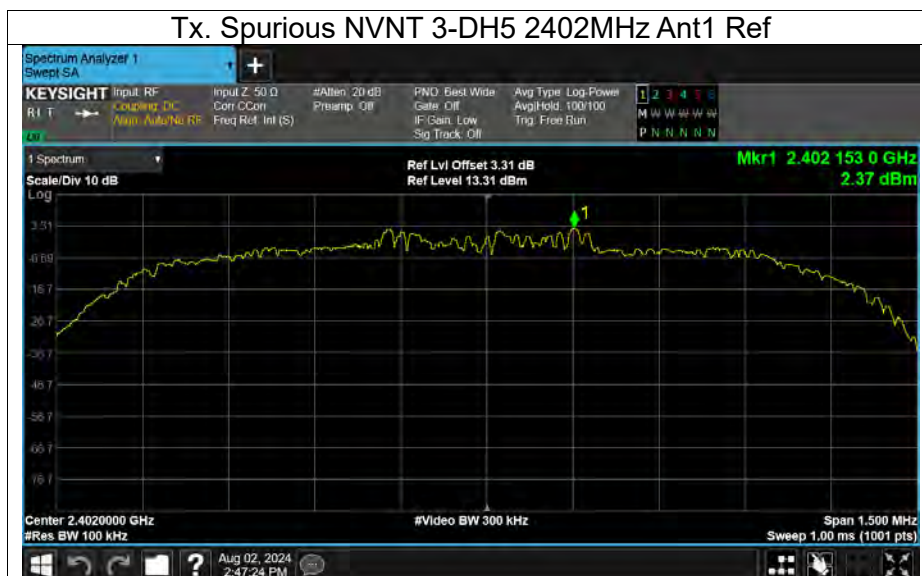 Tx. Spurious NVNT 3-DH5 2402MHz Ant1 Ref
Spectrum Analyzer 1
Swept SA
+
KEYSIGHT Input: RF Input Z: 50 Ω #Atten: 20 dB PNO: Best Wide Avg Type: Log-Power 1 2 3 4 5 6
Coupling: DC Corr CCorr Preamp: Off Gate: Off Avg|Hold: 100/100 M W W W W W
Align: Auto/No RF Freq Ref: Int (S) IF Gain: Low Trig: Free Run
Sig Track: Off P N N N N N
1 Spectrum
Scale/Div 10 dB
Ref Lvl Offset 3.31 dB
Ref Level 13.31 dBm
Mkr1 2.402 153 0 GHz
2.37 dBm
Log
1
3.31
-6.69
-16.7
-26.7
-36.7
-46.7
-56.7
-66.7
-76.7
Center 2.4020000 GHz #Video BW 300 kHz Span 1.500 MHz
#Res BW 100 kHz Sweep 1.00 ms (1001 pts)
?
Aug 02, 2024
2:47:24 PM